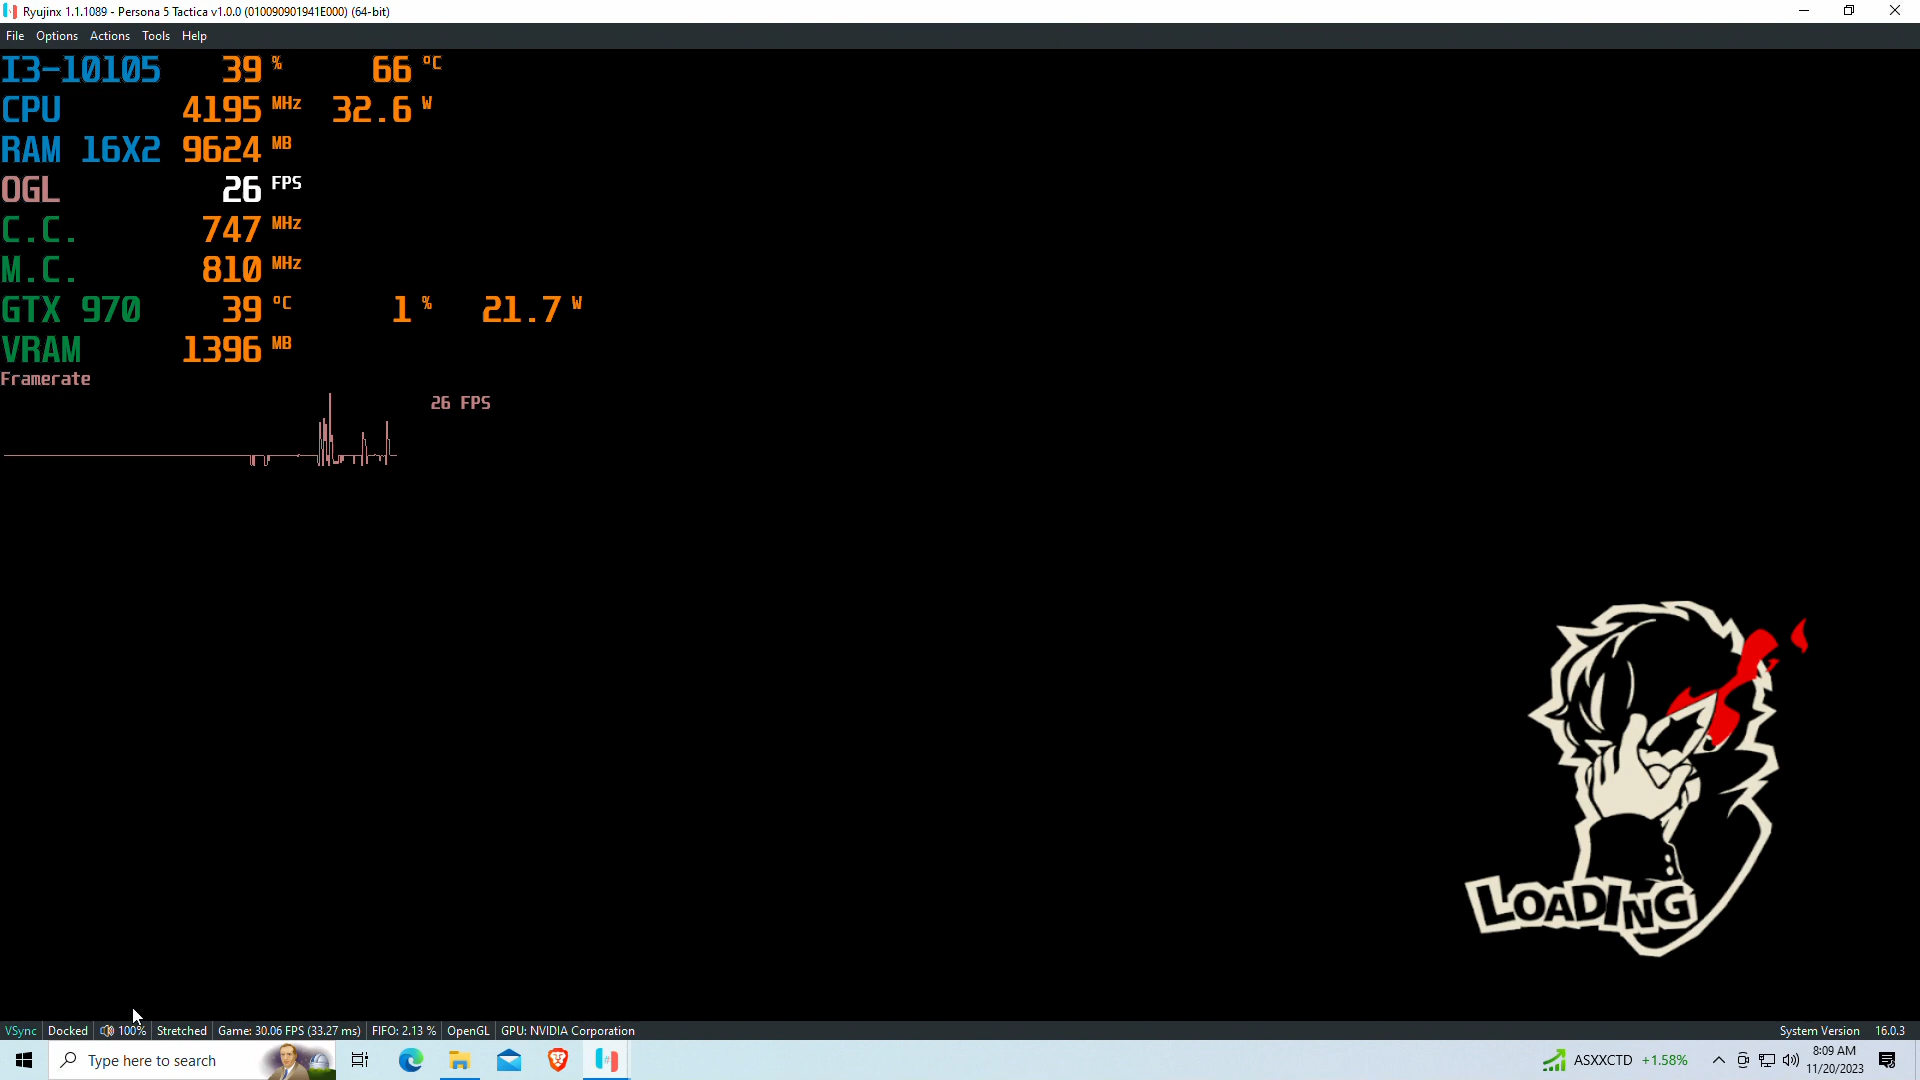 Ryujinx 1.1.1089 - Persona 5 Tactica v1.0.0 (010090901941E000) (64-bit)
File Options Actions Tools Help
I3-10105 39 % 66 °C
CPU 4195 MHz 32.6 W
RAM 16X2 9624 MB
OGL 26 FPS
C.C. 747 MHz
M.C. 810 MHz
GTX 970 39 °C 1 % 21.7 W
VRAM 1396 MB
Framerate
26 FPS
LOADING
VSync Docked 100% Stretched Game: 30.06 FPS (33.27 ms) FIFO: 2.13 % OpenGL GPU: NVIDIA Corporation System Version 16.0.3
Type here to search ASXXCTD +1.58% 8:09 AM
11/20/2023